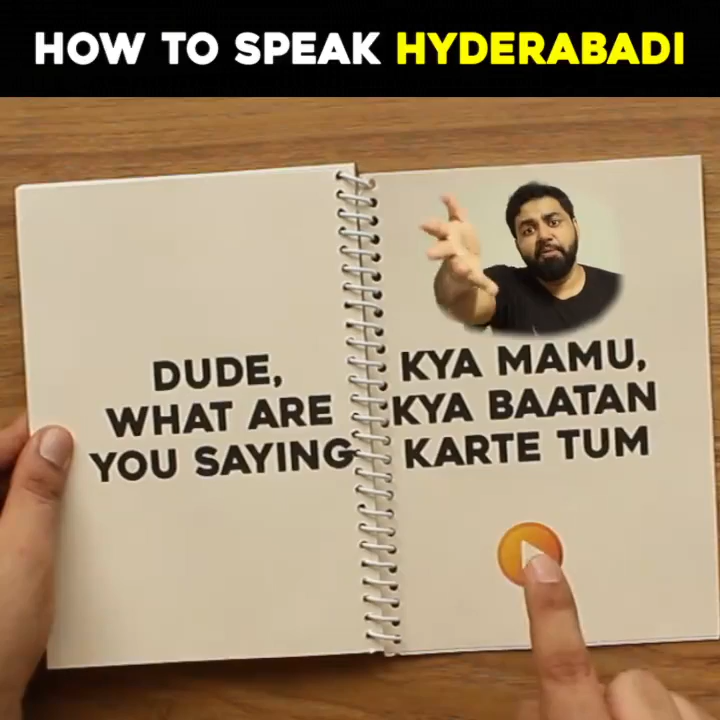 HOW TO SPEAK HYDERABADI
DUDE,
WHAT ARE
YOU SAYING
KYA MAMU,
KYA BAATAN
KARTE TUM